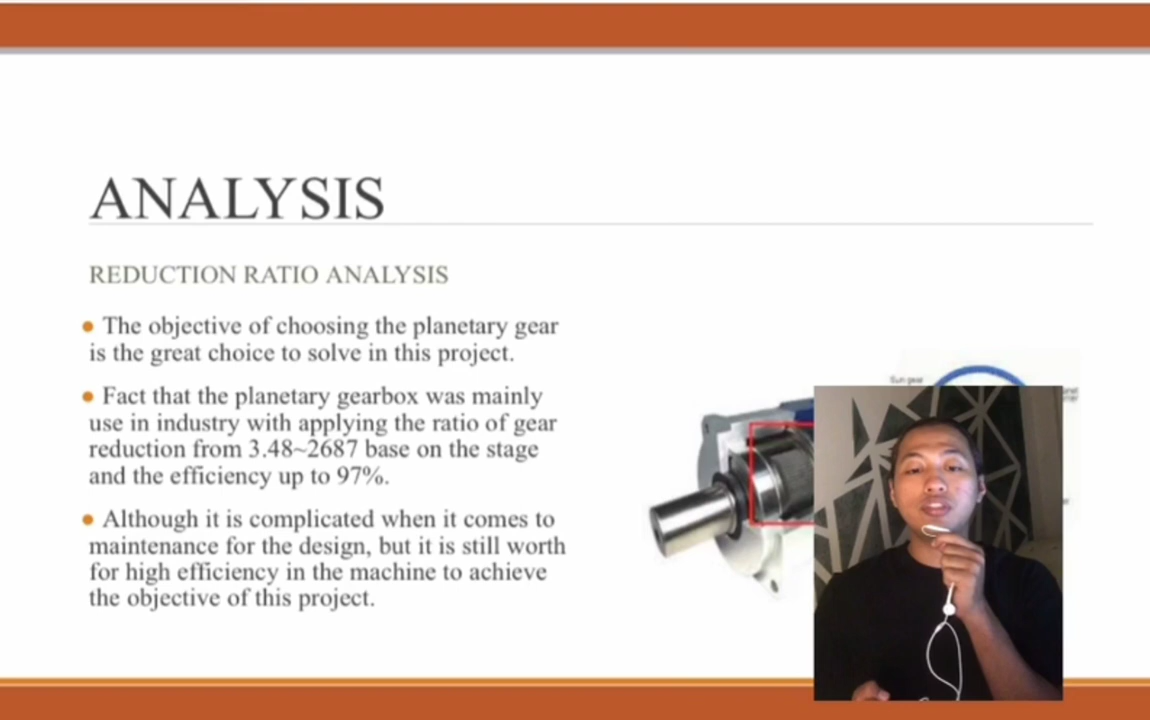 ANALYSIS
REDUCTION RATIO ANALYSIS
The objective of choosing the planetary gear
is the great choice to solve in this project.
Fact that the planetary gearbox was mainly
use in industry with applying the ratio of gear
reduction from 3.48~2687 base on the stage
and the efficiency up to 97%.
Although it is complicated when it comes to
maintenance for the design, but it is still worth
for high efficiency in the machine to achieve
the objective of this project.
Sun gear